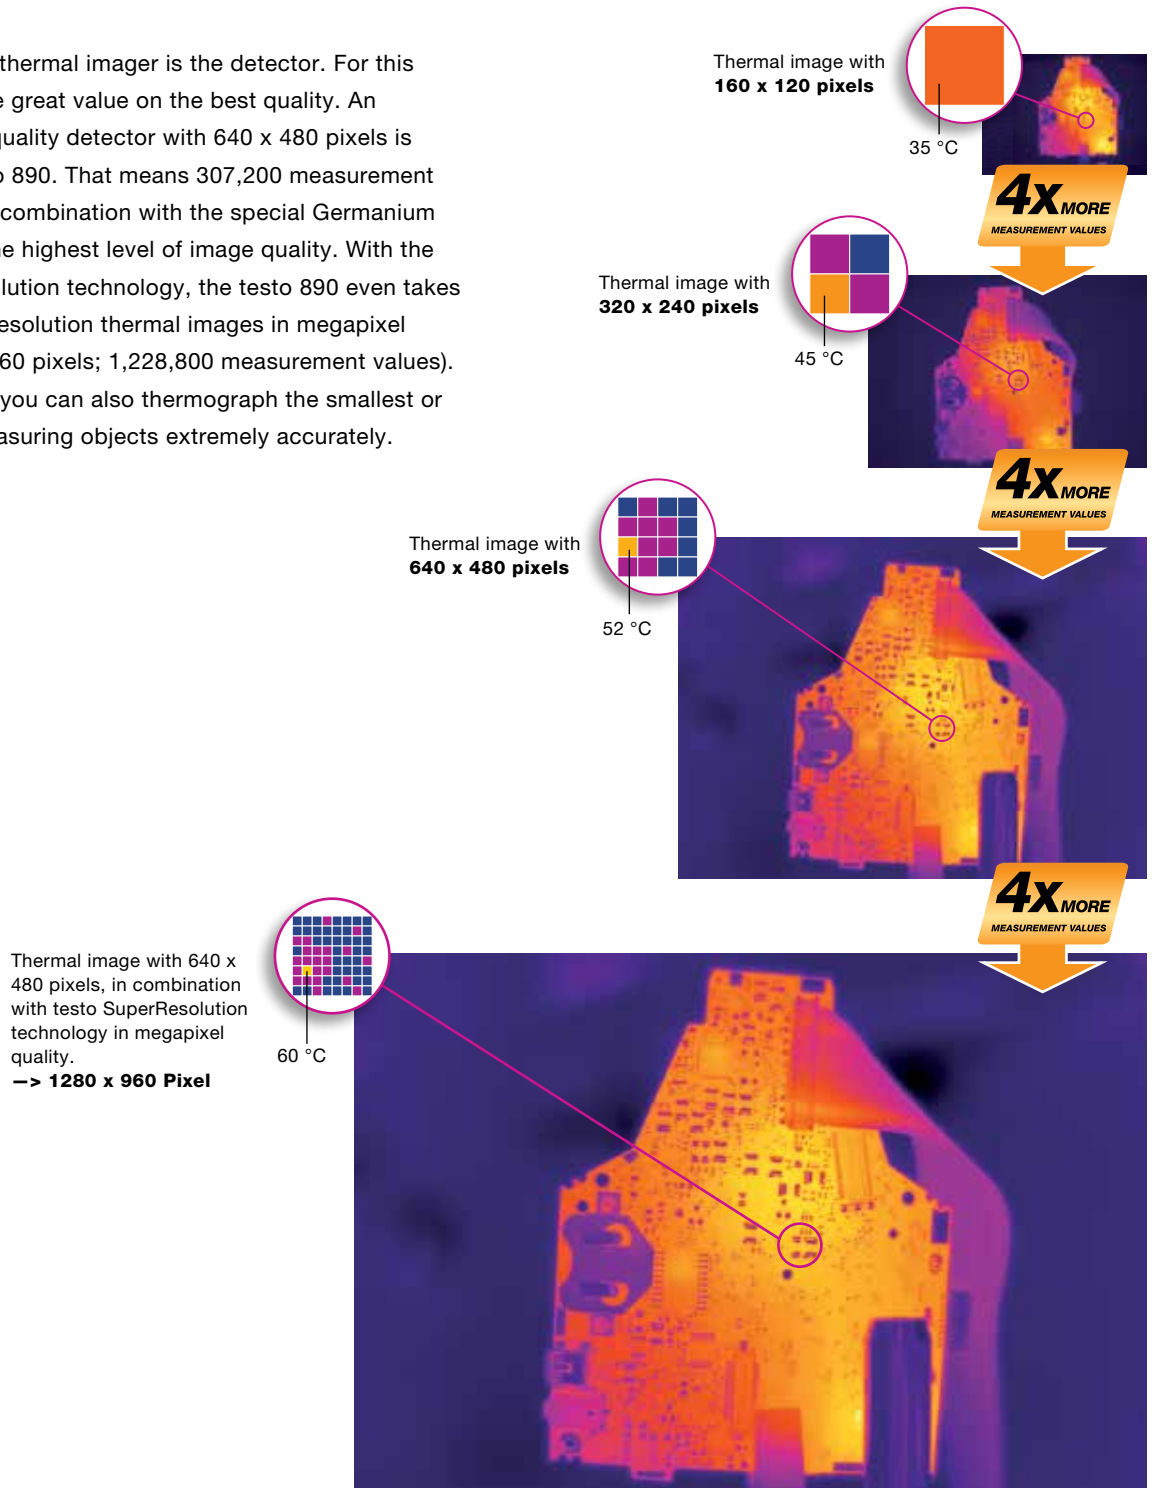 thermal imager is the detector. For this
great value on the best quality. An
quality detector with 640 x 480 pixels is
890. That means 307,200 measurement
combination with the special Germanium
highest level of image quality. With the
technology, the testo 890 even takes
resolution thermal images in megapixel
60 pixels; 1,228,800 measurement values).
you can also thermograph the smallest or
objects extremely accurately.
Thermal image with
160 x 120 pixels
35 °C
4x MORE
MEASUREMENT VALUES
Thermal image with
320 x 240 pixels
45 °C
4x MORE
MEASUREMENT VALUES
Thermal image with
640 x 480 pixels
52 °C
4x MORE
MEASUREMENT VALUES
Thermal image with 640 x
480 pixels, in combination
with testo SuperResolution
technology in megapixel
quality.
—> 1280 x 960 Pixel
60 °C